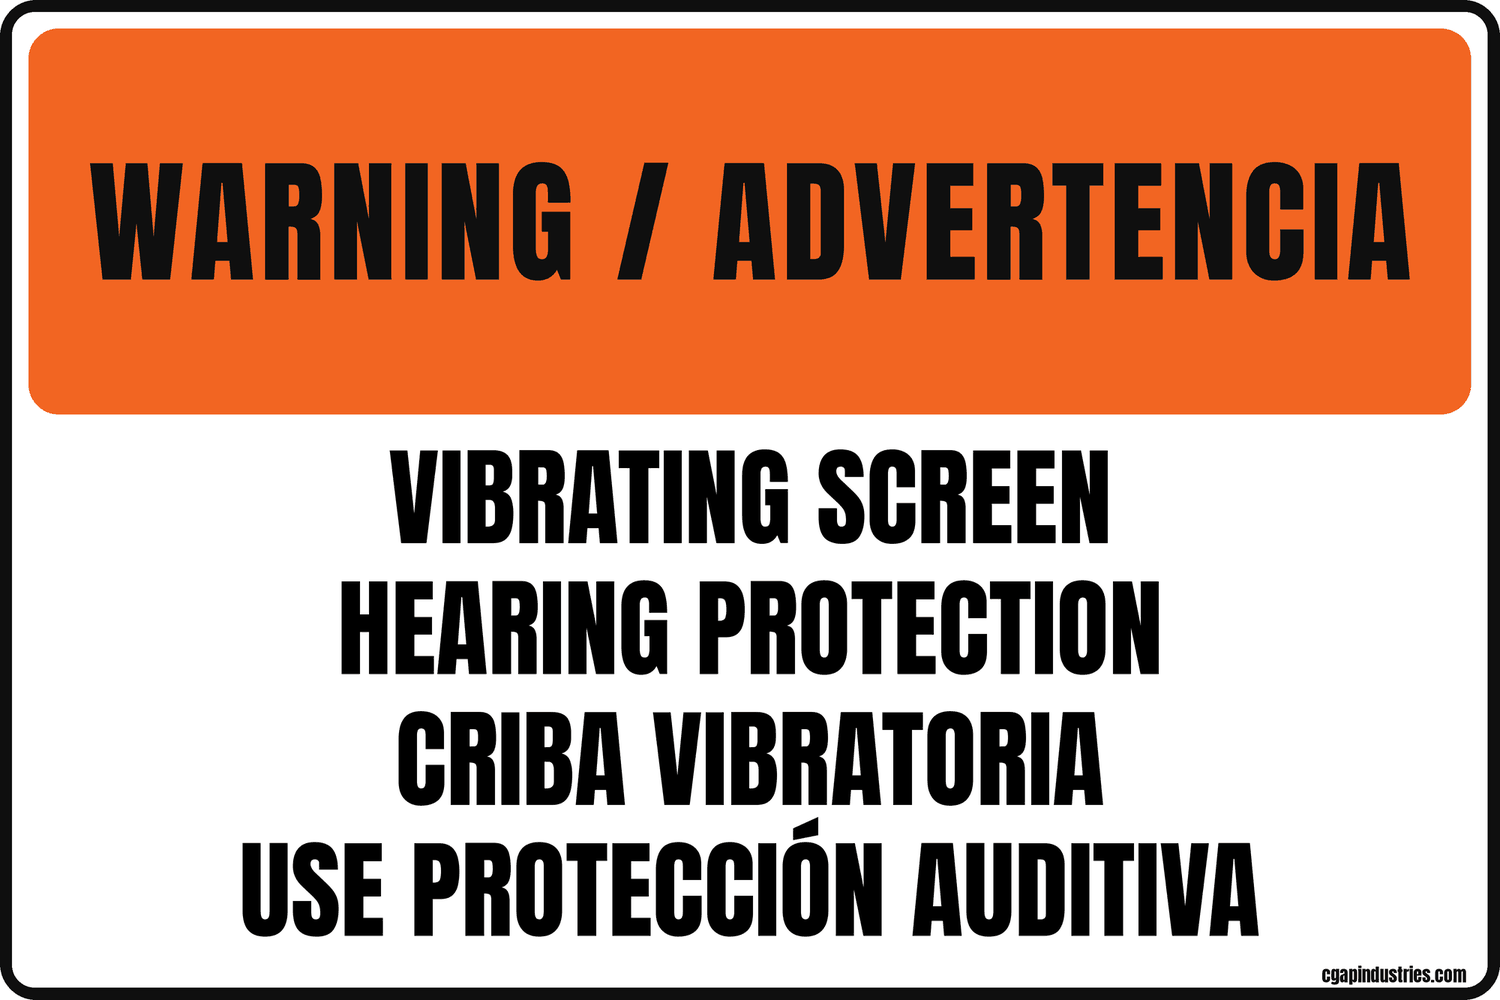 WARNING / ADVERTENCIA
VIBRATING SCREEN
HEARING PROTECTION
CRIBA VIBRATORIA
USE PROTECCIÓN AUDITIVA
cgapindustries.com